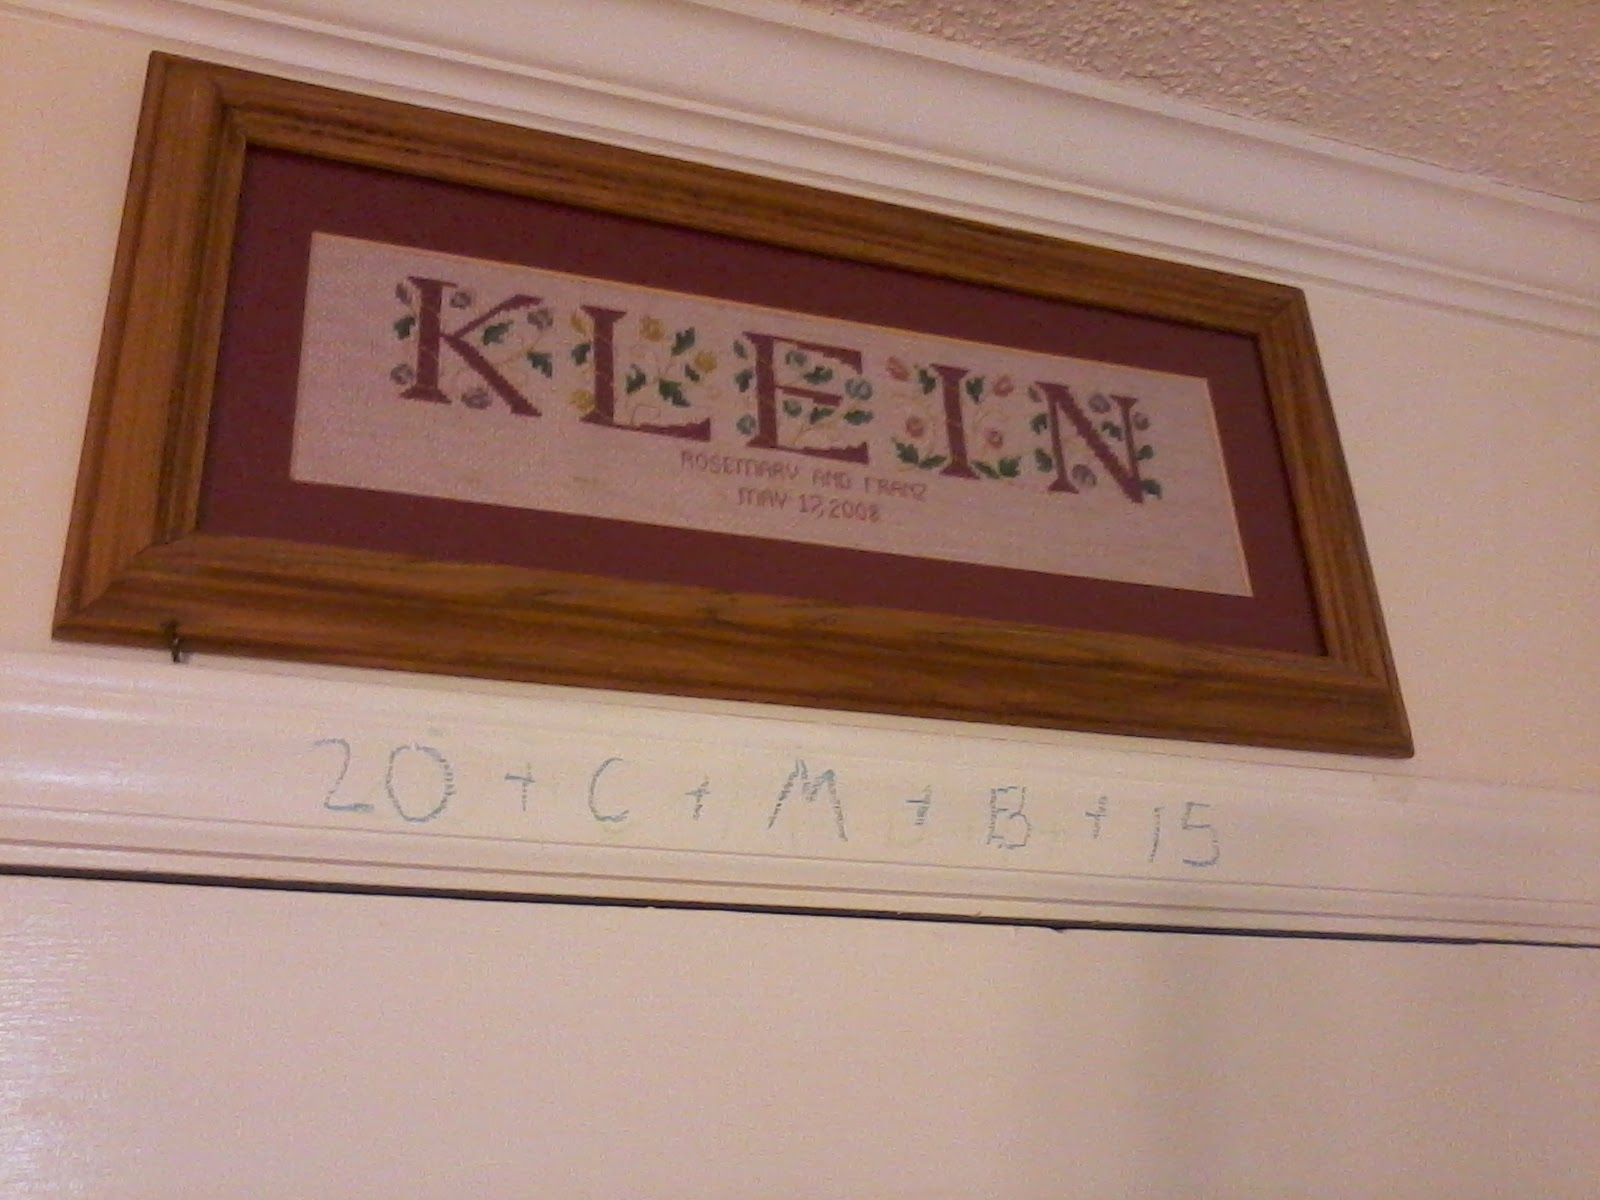 KLEIN
ROSEMARY AND FRANZ
MAY 17, 2008
20 + C + M + B + 15